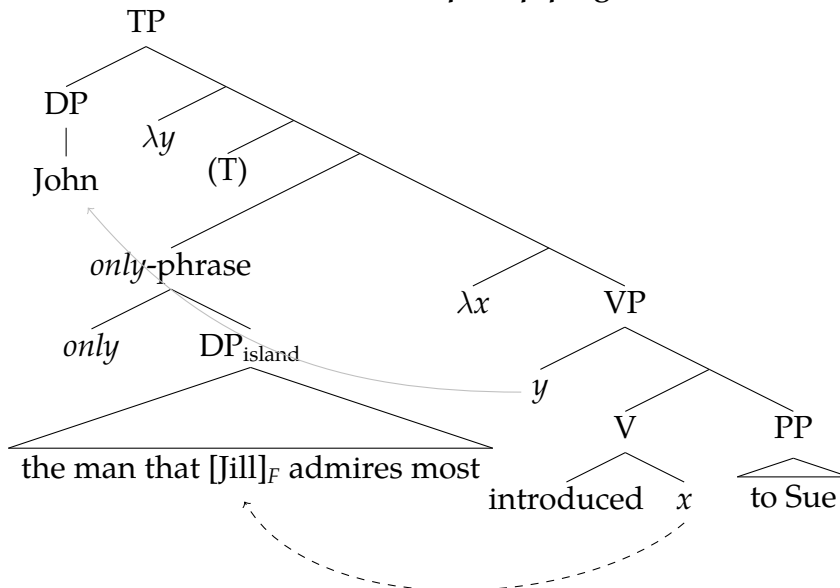 TP
DP
λy
(T)
John
only-phrase
λx
VP
only
DP_island
y
V
PP
the man that [Jill]_F admires most
introduced
x
to Sue